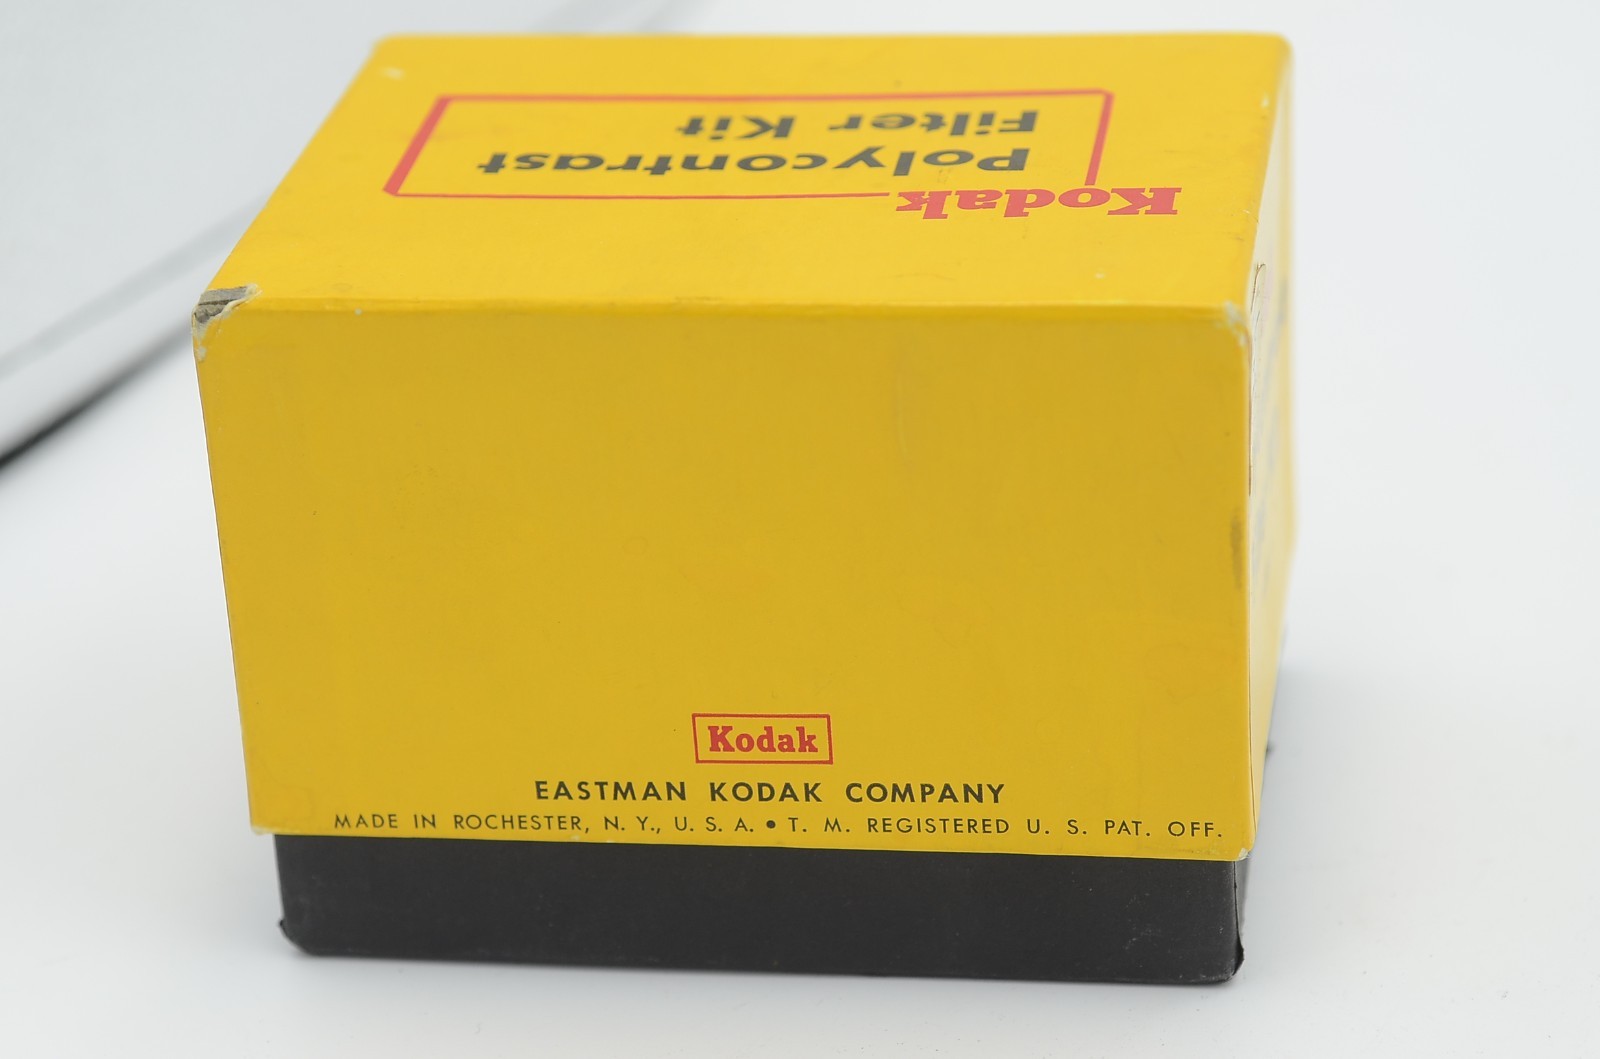 Kodak
Polycontrast
Filter Kit
Kodak
EASTMAN KODAK COMPANY
MADE IN ROCHESTER, N. Y., U. S. A. • T. M. REGISTERED U. S. PAT. OFF.